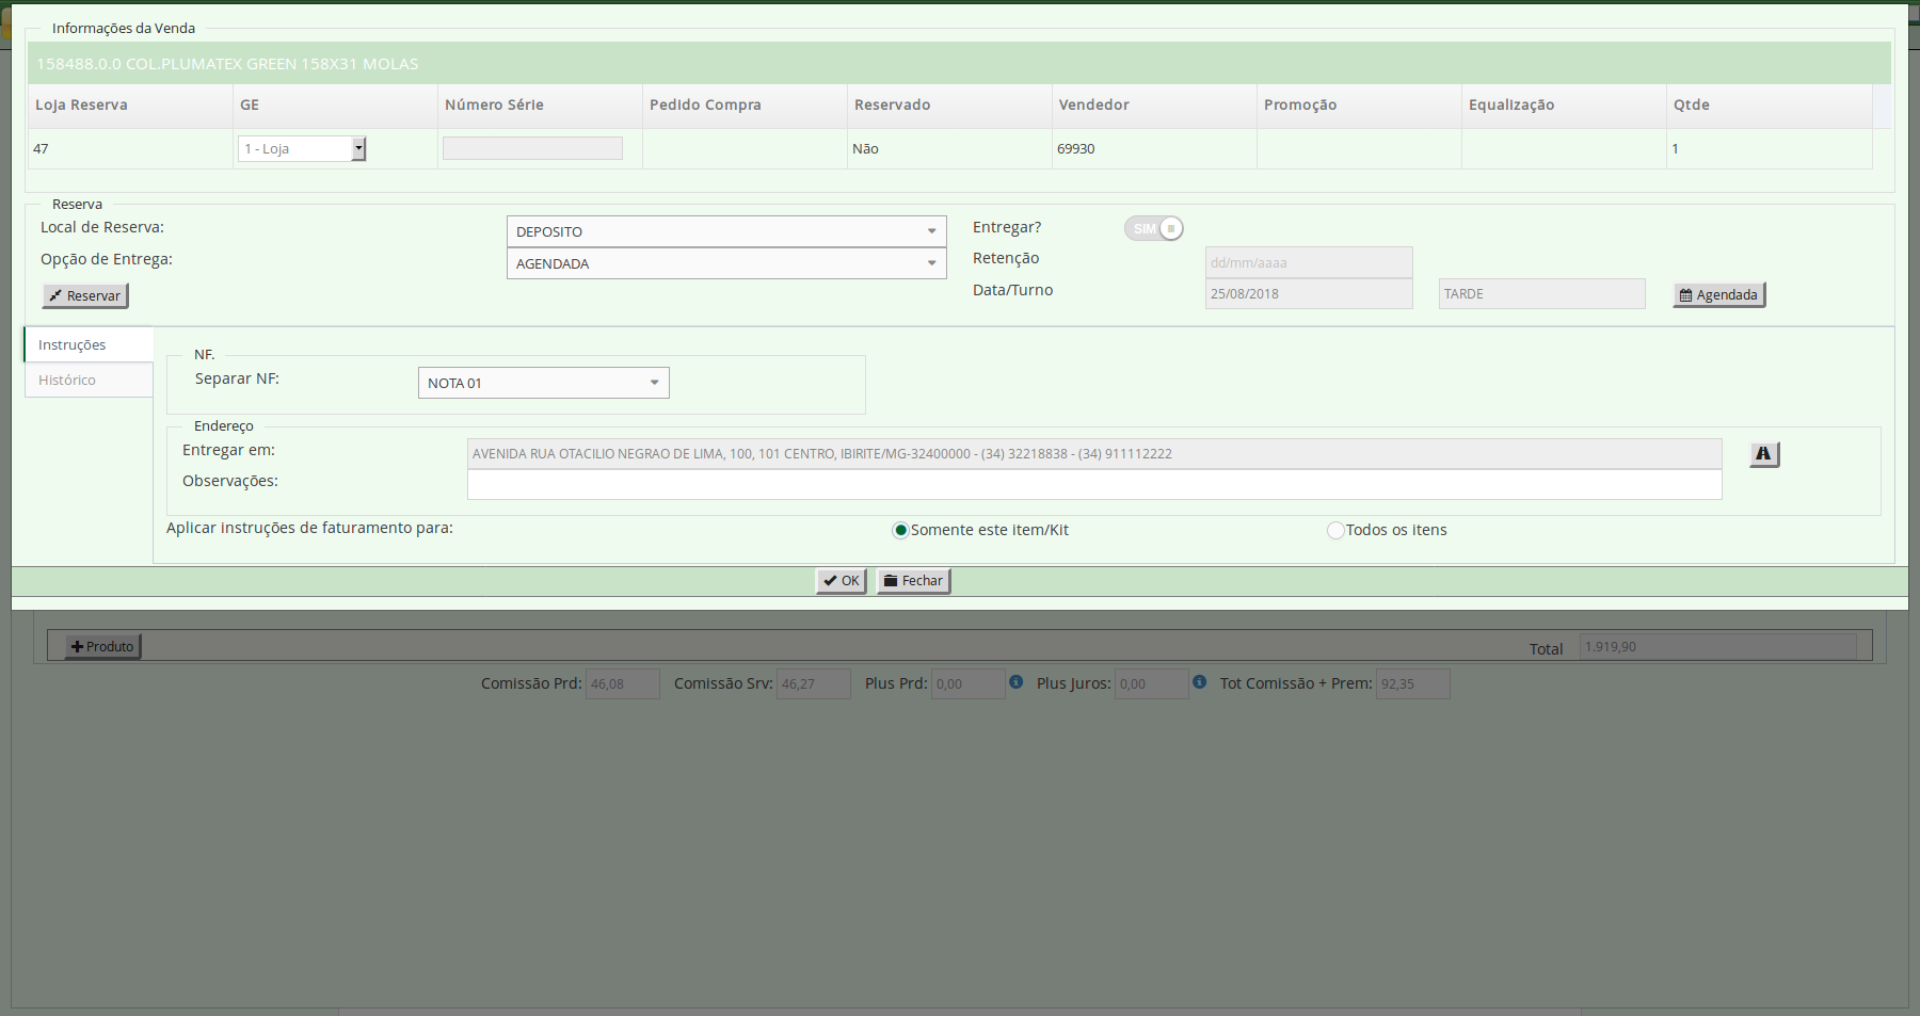 Informações da Venda
158488.0.0 COL.PLUMATEX GREEN 158X31 MOLAS
Loja Reserva GE Número Série Pedido Compra Reservado Vendedor Promoção Equalização Qtde
47 1 - Loja Não 69930 1
Reserva
Local de Reserva: DEPOSITO Entregar? SIM
Opção de Entrega: AGENDADA Retenção dd/mm/aaaa
Reservar Data/Turno 25/08/2018 TARDE Agendada
Instruções
Histórico
NF.
Separar NF: NOTA 01
Endereço
Entregar em: AVENIDA RUA OTACILIO NEGRAO DE LIMA, 100, 101 CENTRO, IBIRITE/MG-32400000 - (34) 32218838 - (34) 911112222
Observações:
Aplicar instruções de faturamento para: Somente este item/Kit Todos os itens
OK Fechar
Produto Total 1.919,90
Comissão Prd: 46,08 Comissão Srv: 46,27 Plus Prd: 0,00 Plus Juros: 0,00 Tot Comissão + Prem: 92,35